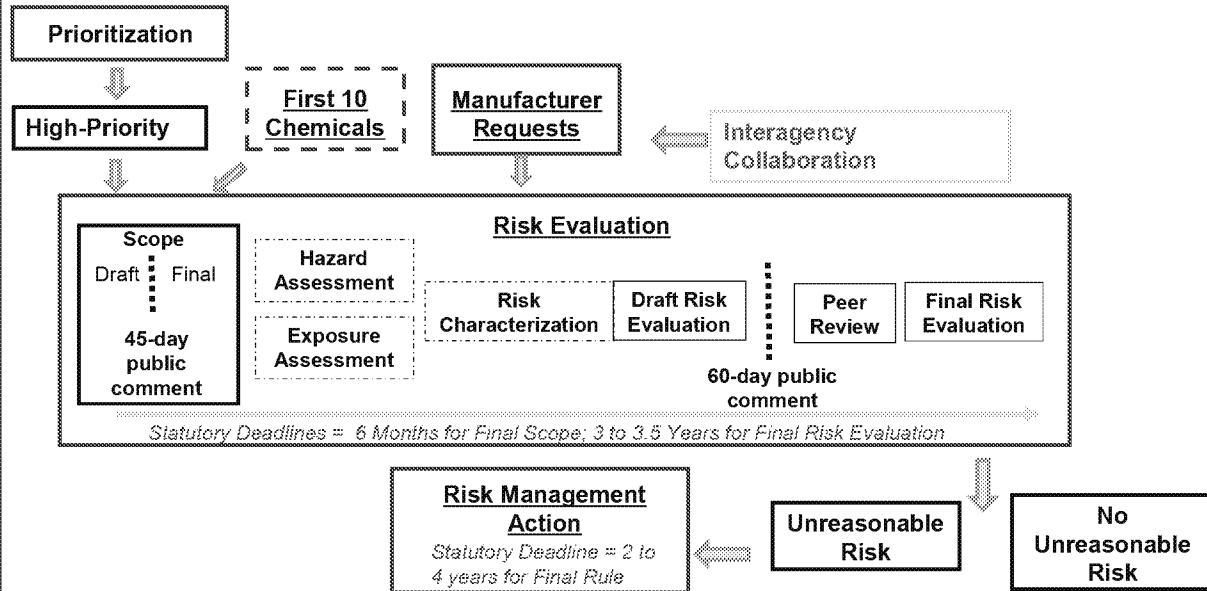 Prioritization
High-Priority
First 10
Chemicals
Manufacturer
Requests
Interagency
Collaboration
Risk Evaluation
Scope
Draft
Final
45-day
public
comment
Hazard
Assessment
Exposure
Assessment
Risk
Characterization
Draft Risk
Evaluation
60-day public
comment
Peer
Review
Final Risk
Evaluation
Statutory Deadlines = 6 Months for Final Scope; 3 to 3.5 Years for Final Risk Evaluation
Risk Management
Action
Statutory Deadline = 2 to
4 years for Final Rule
Unreasonable
Risk
No
Unreasonable
Risk